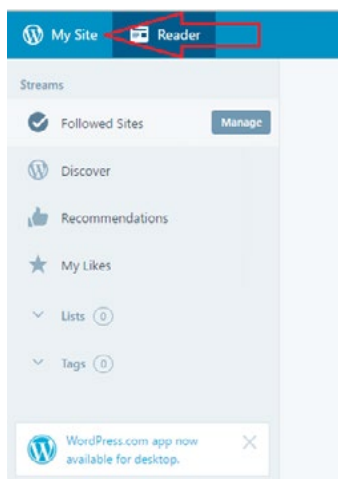 My Site Reader
Streams
Followed Sites Manage
Discover
Recommendations
My Likes
Lists 0
Tags 0
WordPress.com app now
available for desktop.